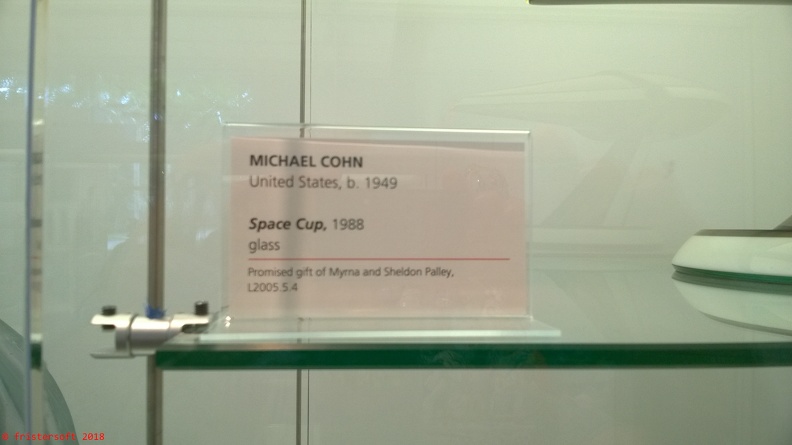 MICHAEL COHN
United States, b. 1949
Space Cup, 1988
glass
Promised gift of Myrna and Sheldon Palley,
L2005.5.4
© fristersoft 2018